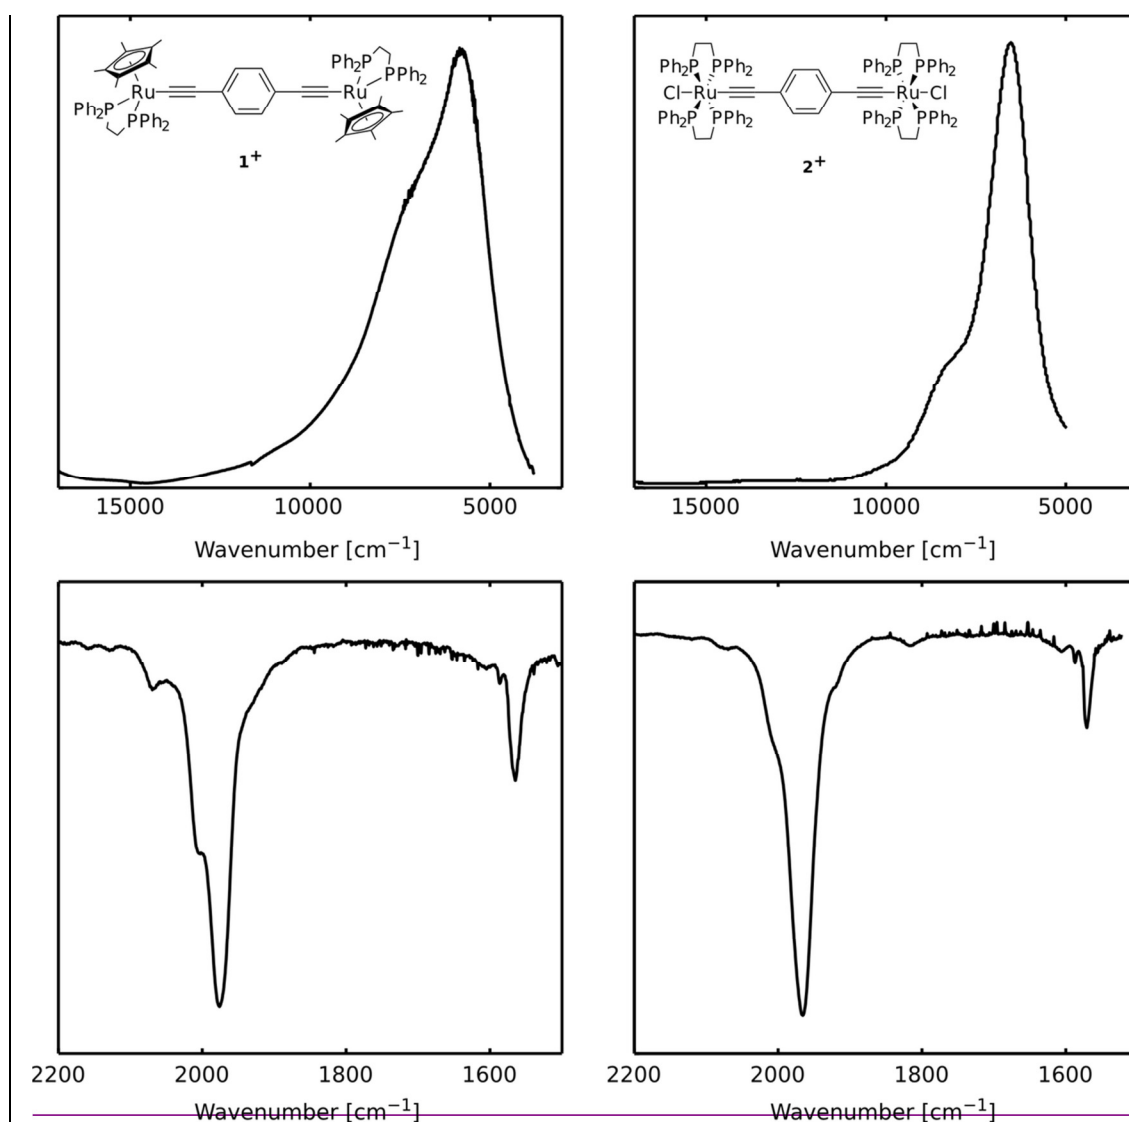 Ph2P PPh2 Ru Ru Ph2P PPh2
1+
Ph2P PPh2 Cl Ru Ph2P PPh2 Ph2P PPh2 Ru Cl Ph2P PPh2
2+
15000 10000 5000
15000 10000 5000
Wavenumber [cm⁻¹]
Wavenumber [cm⁻¹]
2200 2000 1800 1600
2200 2000 1800 1600
Wavenumber [cm⁻¹]
Wavenumber [cm⁻¹]